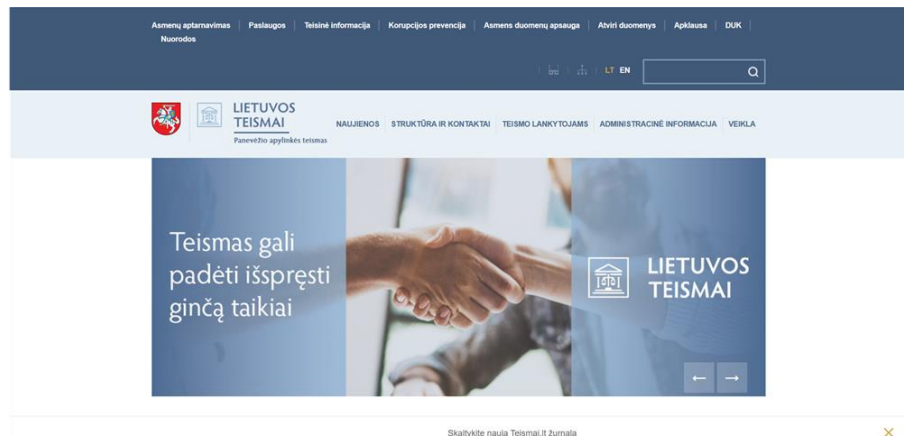 Asmenų aptarnavimas Paslaugos Teisinė informacija Korupcijos prevencija Asmens duomenų apsauga Atviri duomenys Apklausa DUK
Nuorodos
LT EN
LIETUVOS
TEISMAI
Panevėžio apylinkės teismas
NAUJIENOS STRUKTŪRA IR KONTAKTAI TEISMO LANKYTOJAMS ADMINISTRACINĖ INFORMACIJA VEIKLA
Teismas gali
padėti išspręsti
ginčą taikiai
LIETUVOS
TEISMAI
Skaitykite naują Teismai.lt žurnalą